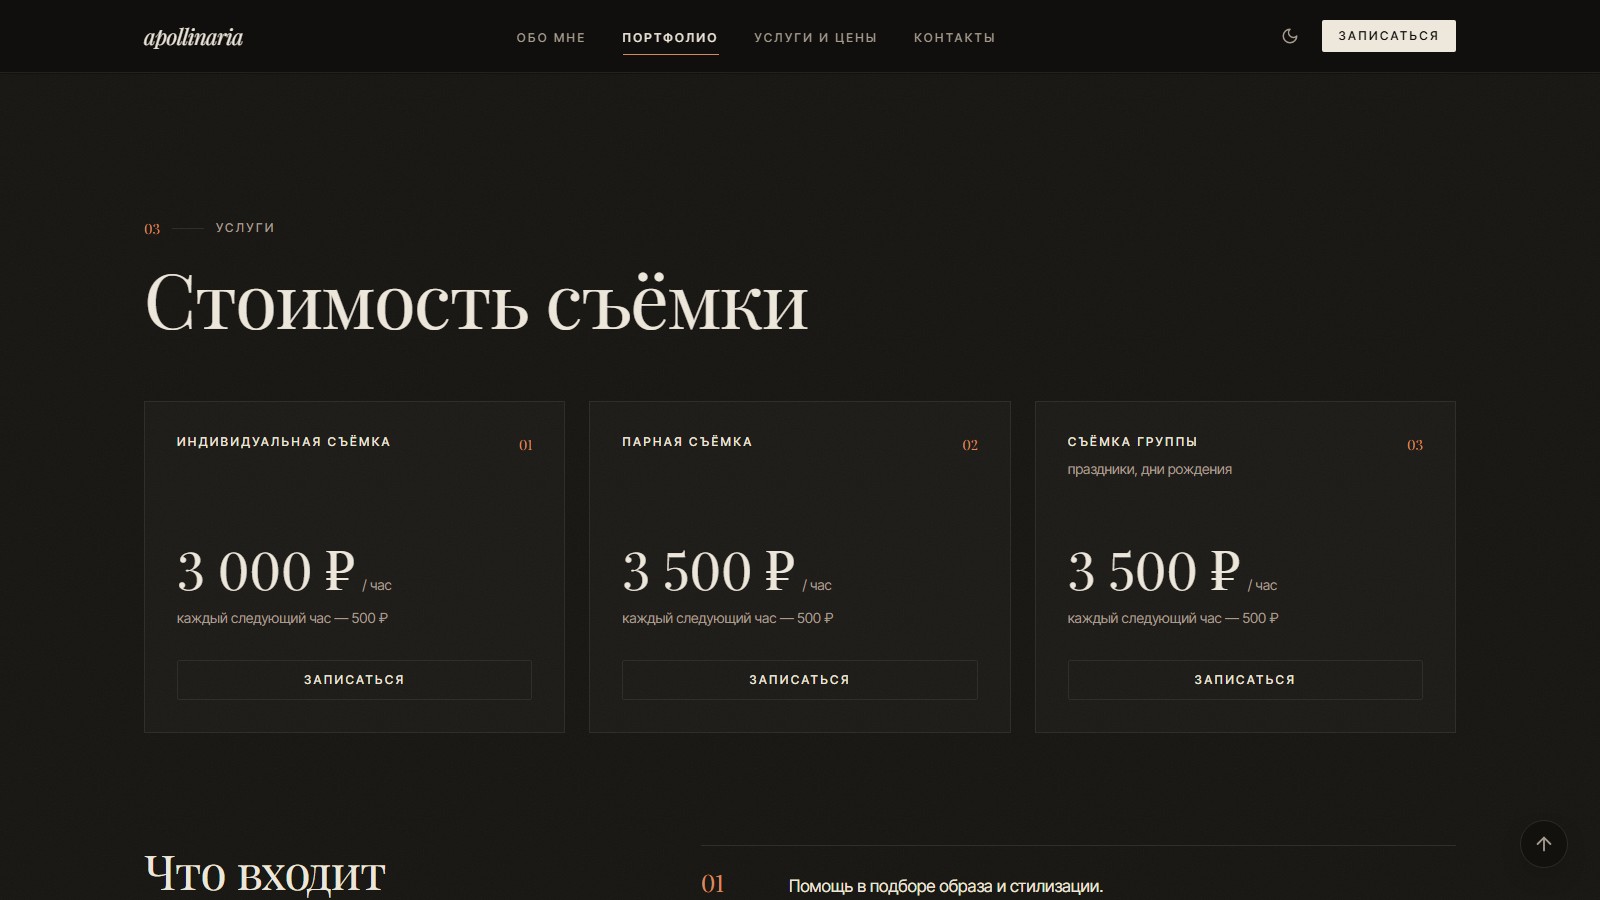 apollinaria
ОБО МНЕ
ПОРТФОЛИО
УСЛУГИ И ЦЕНЫ
КОНТАКТЫ
ЗАПИСАТЬСЯ
03 — УСЛУГИ
Стоимость съёмки
ИНДИВИДУАЛЬНАЯ СЪЁМКА
01
3 000 ₽ / час
каждый следующий час — 500 ₽
ЗАПИСАТЬСЯ
ПАРНАЯ СЪЁМКА
02
3 500 ₽ / час
каждый следующий час — 500 ₽
ЗАПИСАТЬСЯ
СЪЁМКА ГРУППЫ
03
праздники, дни рождения
3 500 ₽ / час
каждый следующий час — 500 ₽
ЗАПИСАТЬСЯ
Что входит
01
Помощь в подборе образа и стилизации.